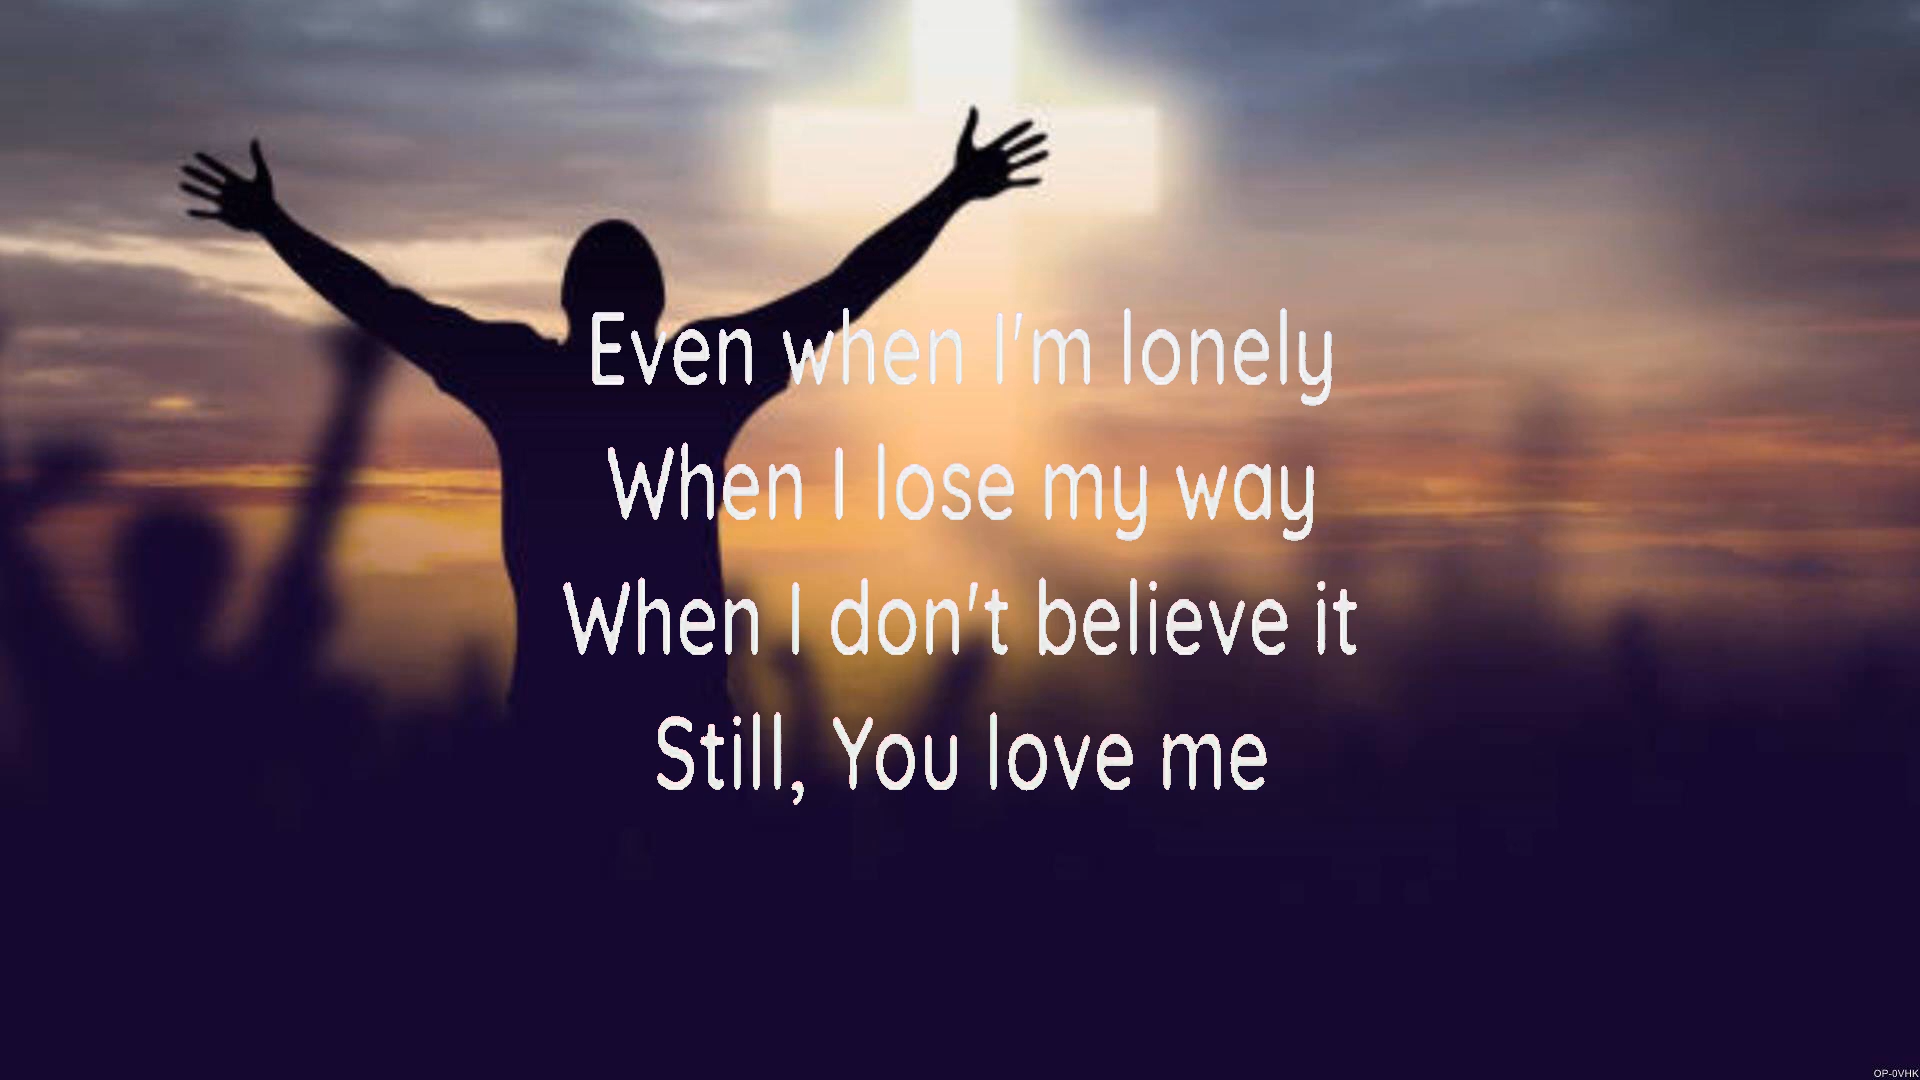 Even when I'm lonely
When I lose my way
When I don't believe it
Still, You love me
OP-0VHK